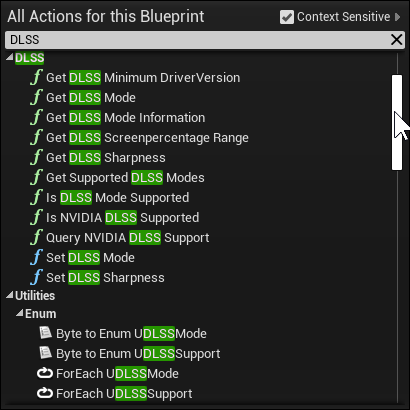 All Actions for this Blueprint
Context Sensitive
DLSS
DLSS
Get DLSS Minimum DriverVersion
Get DLSS Mode
Get DLSS Mode Information
Get DLSS Screenpercentage Range
Get DLSS Sharpness
Get Supported DLSS Modes
Is DLSS Mode Supported
Is NVIDIA DLSS Supported
Query NVIDIA DLSS Support
Set DLSS Mode
Set DLSS Sharpness
Utilities
Enum
Byte to Enum UDLSSMode
Byte to Enum UDLSSSupport
ForEach UDLSSMode
ForEach UDLSSSupport